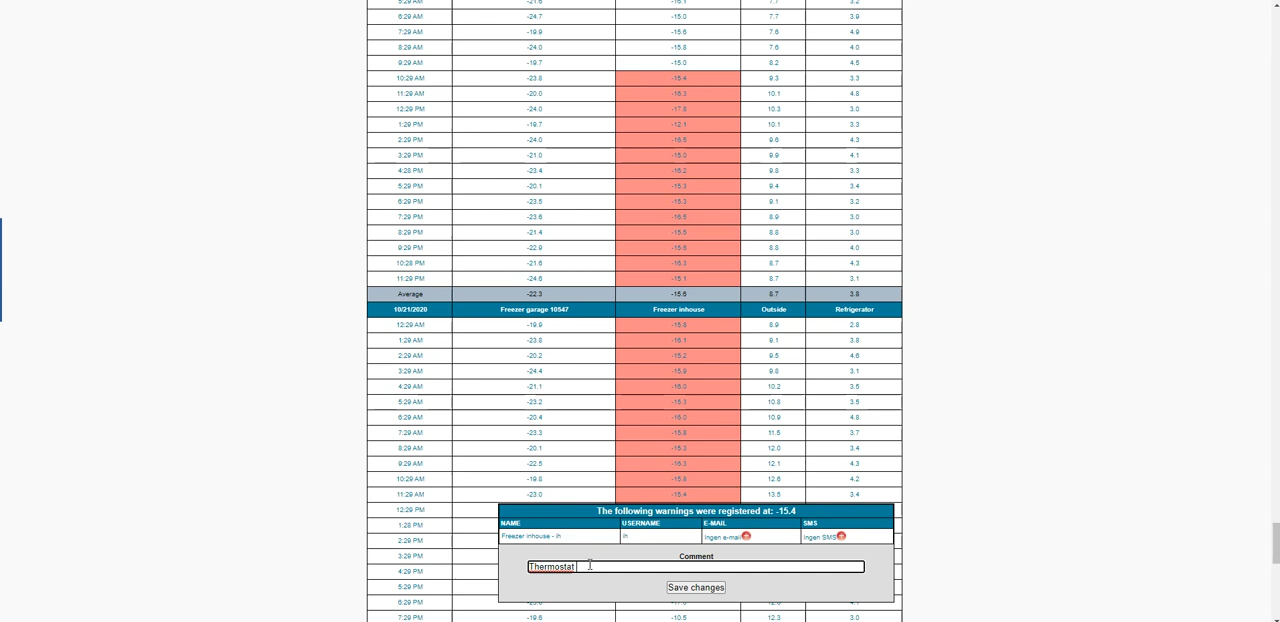 5:29 AM -21.6 -16.1 7.7 3.2
6:29 AM -24.7 -15.0 7.7 3.9
7:29 AM -19.9 -15.6 7.6 4.9
8:29 AM -24.0 -15.8 7.6 4.0
9:29 AM -19.7 -15.0 8.2 4.5
10:29 AM -23.8 -15.4 9.3 3.3
11:29 AM -20.0 -16.3 10.1 4.8
12:29 PM -24.0 -17.8 10.3 3.0
1:29 PM -19.7 -12.1 10.1 3.3
2:29 PM -24.0 -16.5 9.6 4.3
3:29 PM -21.0 -15.0 9.9 4.1
4:28 PM -23.4 -16.2 9.8 3.3
5:29 PM -20.1 -15.3 9.4 3.4
6:29 PM -23.5 -15.3 9.1 3.2
7:29 PM -23.6 -16.5 8.9 3.0
8:29 PM -21.4 -15.5 8.8 3.0
9:29 PM -22.9 -15.6 8.8 4.0
10:28 PM -21.6 -16.3 8.7 4.3
11:29 PM -24.6 -15.1 8.7 3.1
Average -22.3 -15.6 8.7 3.8
10/21/2020 Freezer garage 10547 Freezer inhouse Outside Refrigerator
12:29 AM -19.9 -15.8 8.9 2.8
1:29 AM -23.8 -16.1 9.1 3.8
2:29 AM -20.2 -15.2 9.5 4.6
3:29 AM -24.4 -15.9 9.8 3.1
4:29 AM -21.1 -16.0 10.2 3.5
5:29 AM -23.2 -15.3 10.8 3.5
6:29 AM -20.4 -16.0 10.9 4.8
7:29 AM -23.3 -15.8 11.5 3.7
8:29 AM -20.1 -15.3 12.0 3.4
9:29 AM -22.5 -16.3 12.1 4.3
10:29 AM -19.8 -15.8 12.6 4.2
11:29 AM -23.0 -15.4 13.5 3.4
12:29 PM
The following warnings were registered at: -15.4
NAME USERNAME E-MAIL SMS
1:28 PM
Freezer inhouse - ih ih Ingen e-mail Ingen SMS
2:29 PM
3:29 PM
Comment
4:29 PM
Thermostat
5:29 PM
Save changes
6:29 PM
7:29 PM -19.6 -10.5 12.3 3.0